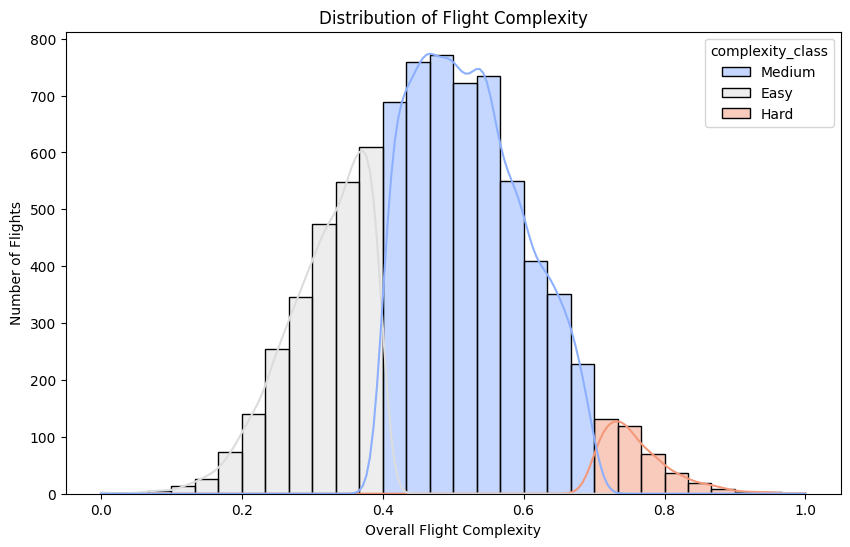 Distribution of Flight Complexity
complexity_class
Medium
Easy
Hard
Number of Flights
800
700
600
500
400
300
200
100
0
0.0 0.2 0.4 0.6 0.8 1.0
Overall Flight Complexity